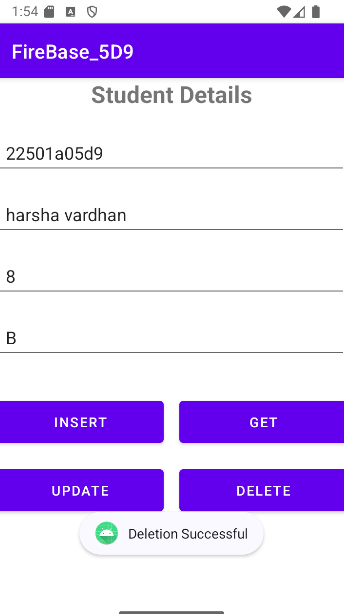 1:54
FireBase_5D9
Student Details
22501a05d9
harsha vardhan
8
B
INSERT GET
UPDATE DELETE
Deletion Successful